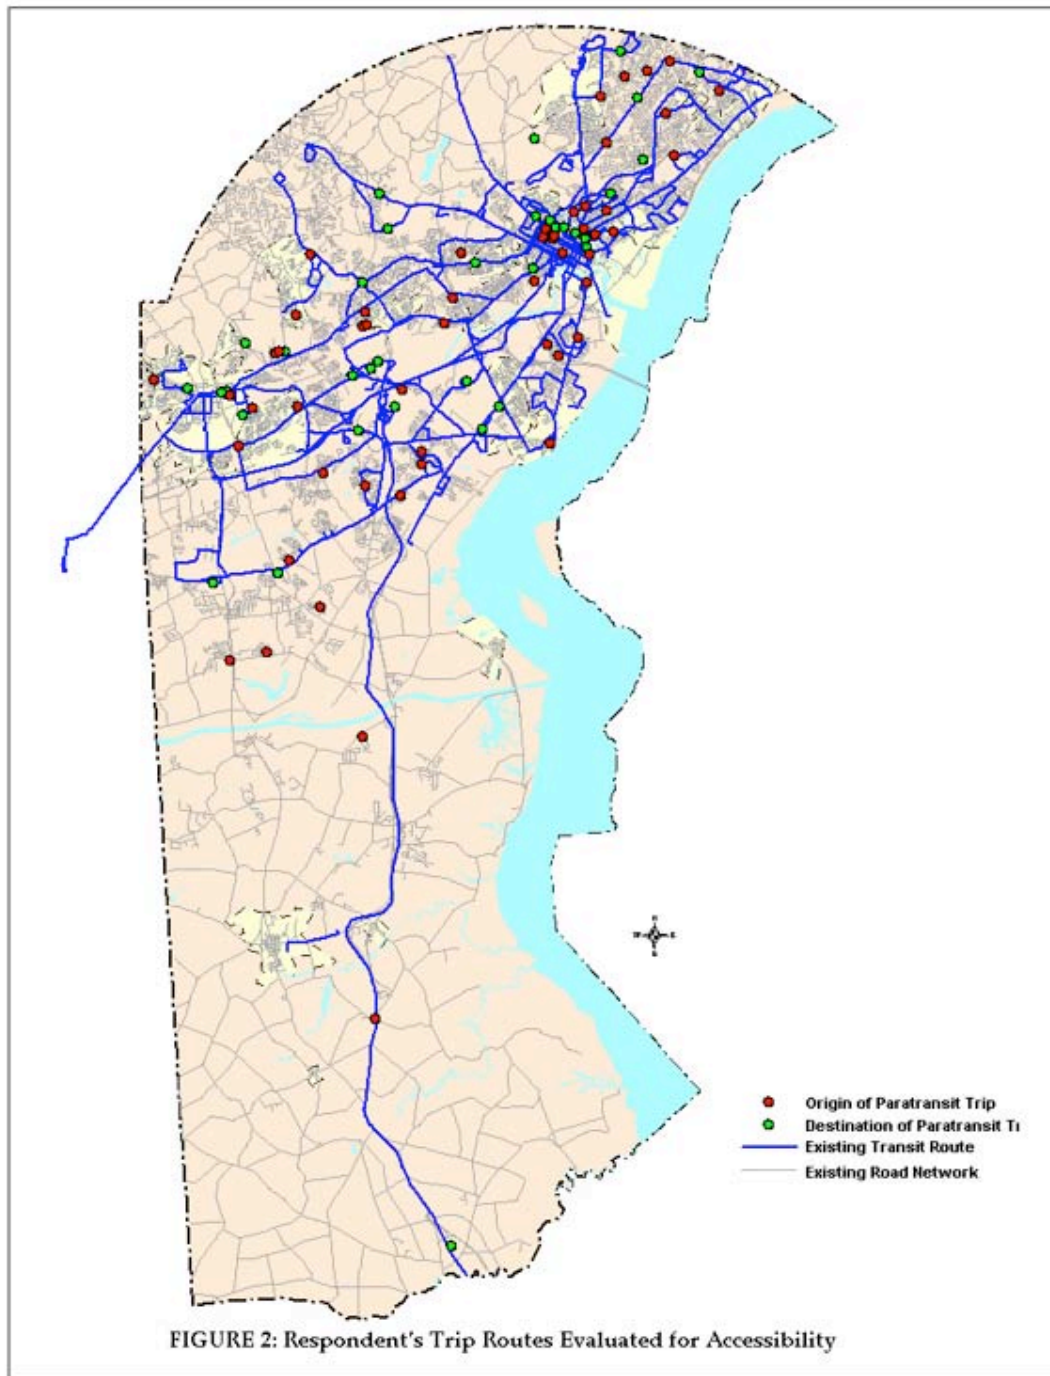 Origin of Paratransit Trip
Destination of Paratransit Tr
Existing Transit Route
Existing Road Network
FIGURE 2: Respondent's Trip Routes Evaluated for Accessibility